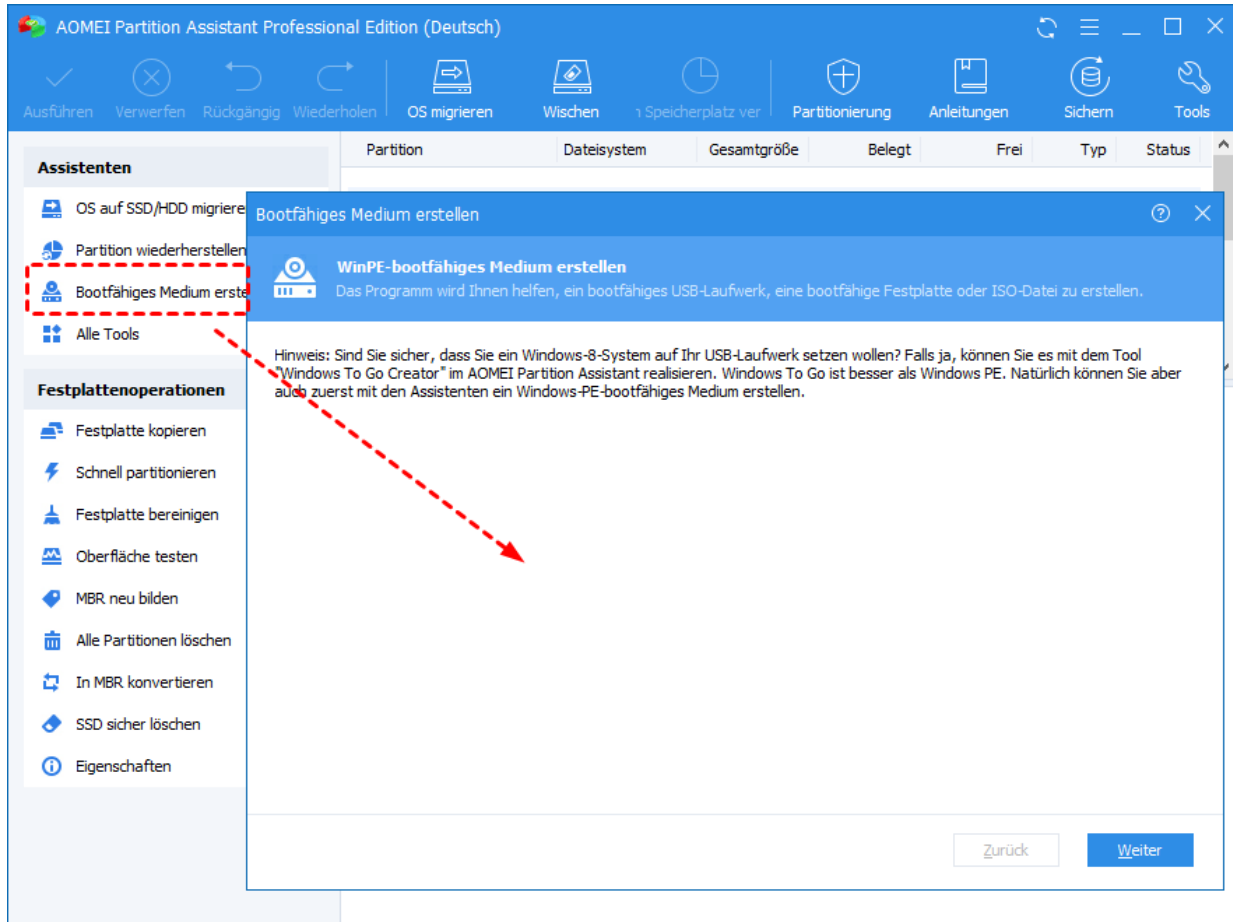 AOMEI Partition Assistant Professional Edition (Deutsch)
Ausführen Verwerfen Rückgängig Wiederholen OS migrieren Wischen Speicherplatz ver Partitionierung Anleitungen Sichern Tools
Assistenten
OS auf SSD/HDD migriere
Partition wiederherstellen
Bootfähiges Medium erste
Alle Tools
Festplattenoperationen
Festplatte kopieren
Schnell partitionieren
Festplatte bereinigen
Oberfläche testen
MBR neu bilden
Alle Partitionen löschen
In MBR konvertieren
SSD sicher löschen
Eigenschaften
Partition Dateisystem Gesamtgröße Belegt Frei Typ Status
Bootfähiges Medium erstellen
WinPE-bootfähiges Medium erstellen
Das Programm wird Ihnen helfen, ein bootfähiges USB-Laufwerk, eine bootfähige Festplatte oder ISO-Datei zu erstellen.
Hinweis: Sind Sie sicher, dass Sie ein Windows-8-System auf Ihr USB-Laufwerk setzen wollen? Falls ja, können Sie es mit dem Tool
"Windows To Go Creator" im AOMEI Partition Assistant realisieren. Windows To Go ist besser als Windows PE. Natürlich können Sie aber
auch zuerst mit den Assistenten ein Windows-PE-bootfähiges Medium erstellen.
Zurück Weiter